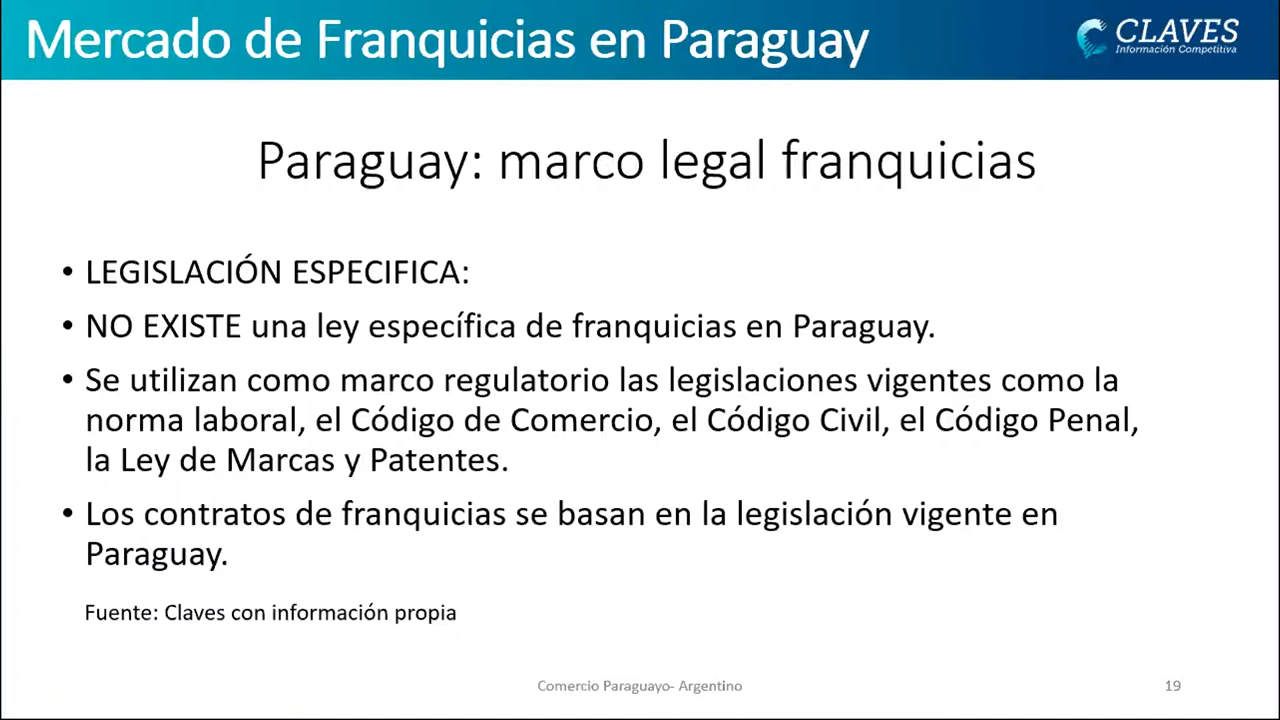 Mercado de Franquicias en Paraguay
CLAVES
Información Competitiva
Paraguay: marco legal franquicias
• LEGISLACIÓN ESPECIFICA:
• NO EXISTE una ley específica de franquicias en Paraguay.
• Se utilizan como marco regulatorio las legislaciones vigentes como la
norma laboral, el Código de Comercio, el Código Civil, el Código Penal,
la Ley de Marcas y Patentes.
• Los contratos de franquicias se basan en la legislación vigente en
Paraguay.
Fuente: Claves con información propia
Comercio Paraguayo- Argentino
19